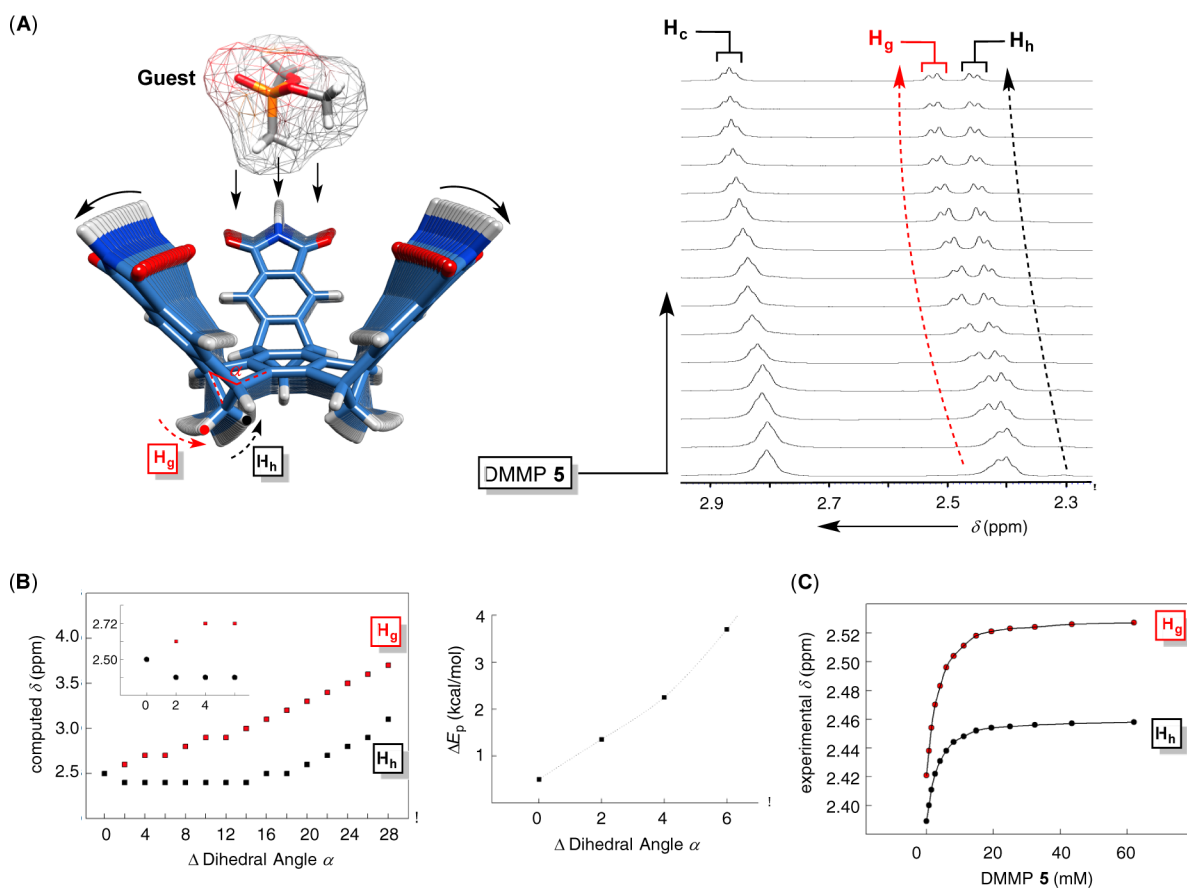 (A)
Guest
α
Hg
Hh
DMMP 5
Hc
Hg
Hh
2.9
2.7
2.5
2.3
!
δ (ppm)
(B)
computed δ (ppm)
4.0
3.5
3.0
2.5
2.72
2.50
0
2
4
Hg
Hh
0
4
8
12
16
20
24
28
!
Δ Dihedral Angle α
ΔEp (kcal/mol)
4
3
2
1
0
2
4
6
!
Δ Dihedral Angle α
(C)
experimental δ (ppm)
2.52
2.50
2.46
2.44
2.42
2.40
Hg
Hh
0
20
40
60
DMMP 5 (mM)